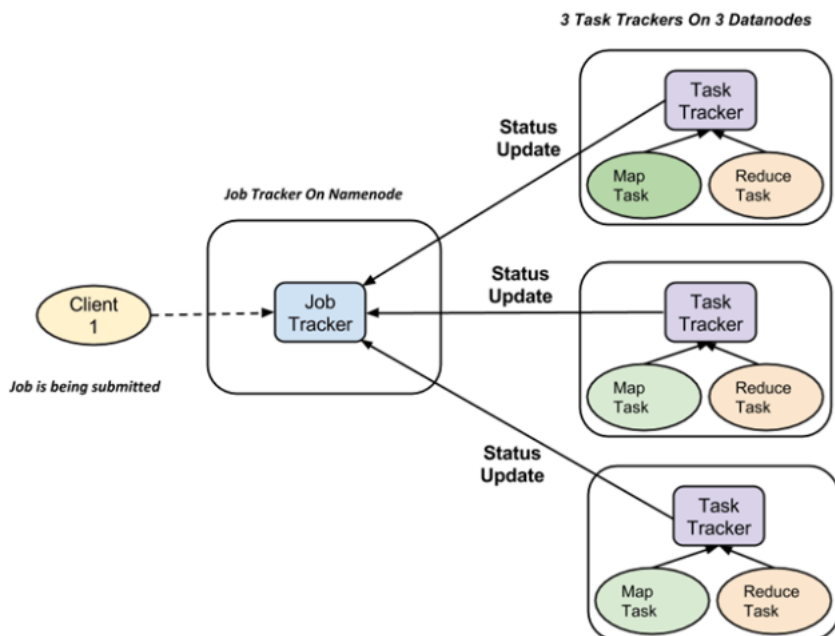 3 Task Trackers On 3 Datanodes
Task
Tracker
Status
Update
Map
Task
Reduce
Task
Job Tracker On Namenode
Client
1
Job
Tracker
Status
Update
Task
Tracker
Job is being submitted
Map
Task
Reduce
Task
Status
Update
Task
Tracker
Map
Task
Reduce
Task